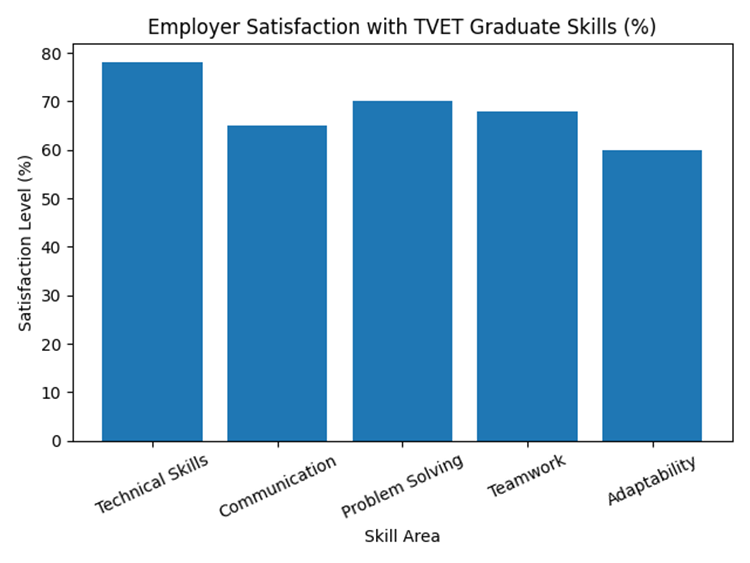 Employer Satisfaction with TVET Graduate Skills (%)
Satisfaction Level (%)
80
70
60
50
40
30
20
10
0
Technical Skills
Communication
Problem Solving
Teamwork
Adaptability
Skill Area